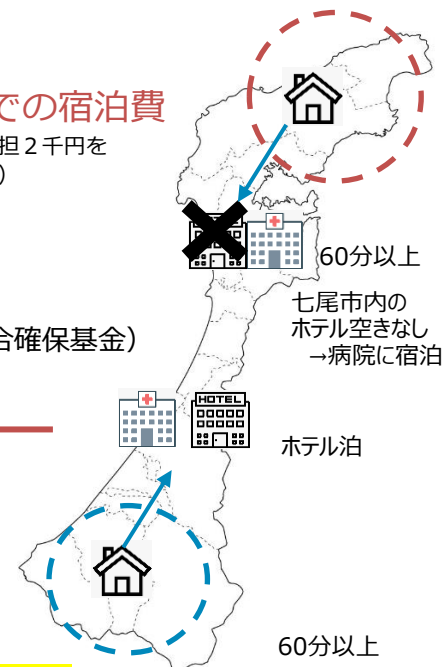 での宿泊費
担２千円を
）
60分以上
七尾市内の
ホテル空きなし
→病院に宿泊
合確保基金）
HOTEL
ホテル泊
60分以上